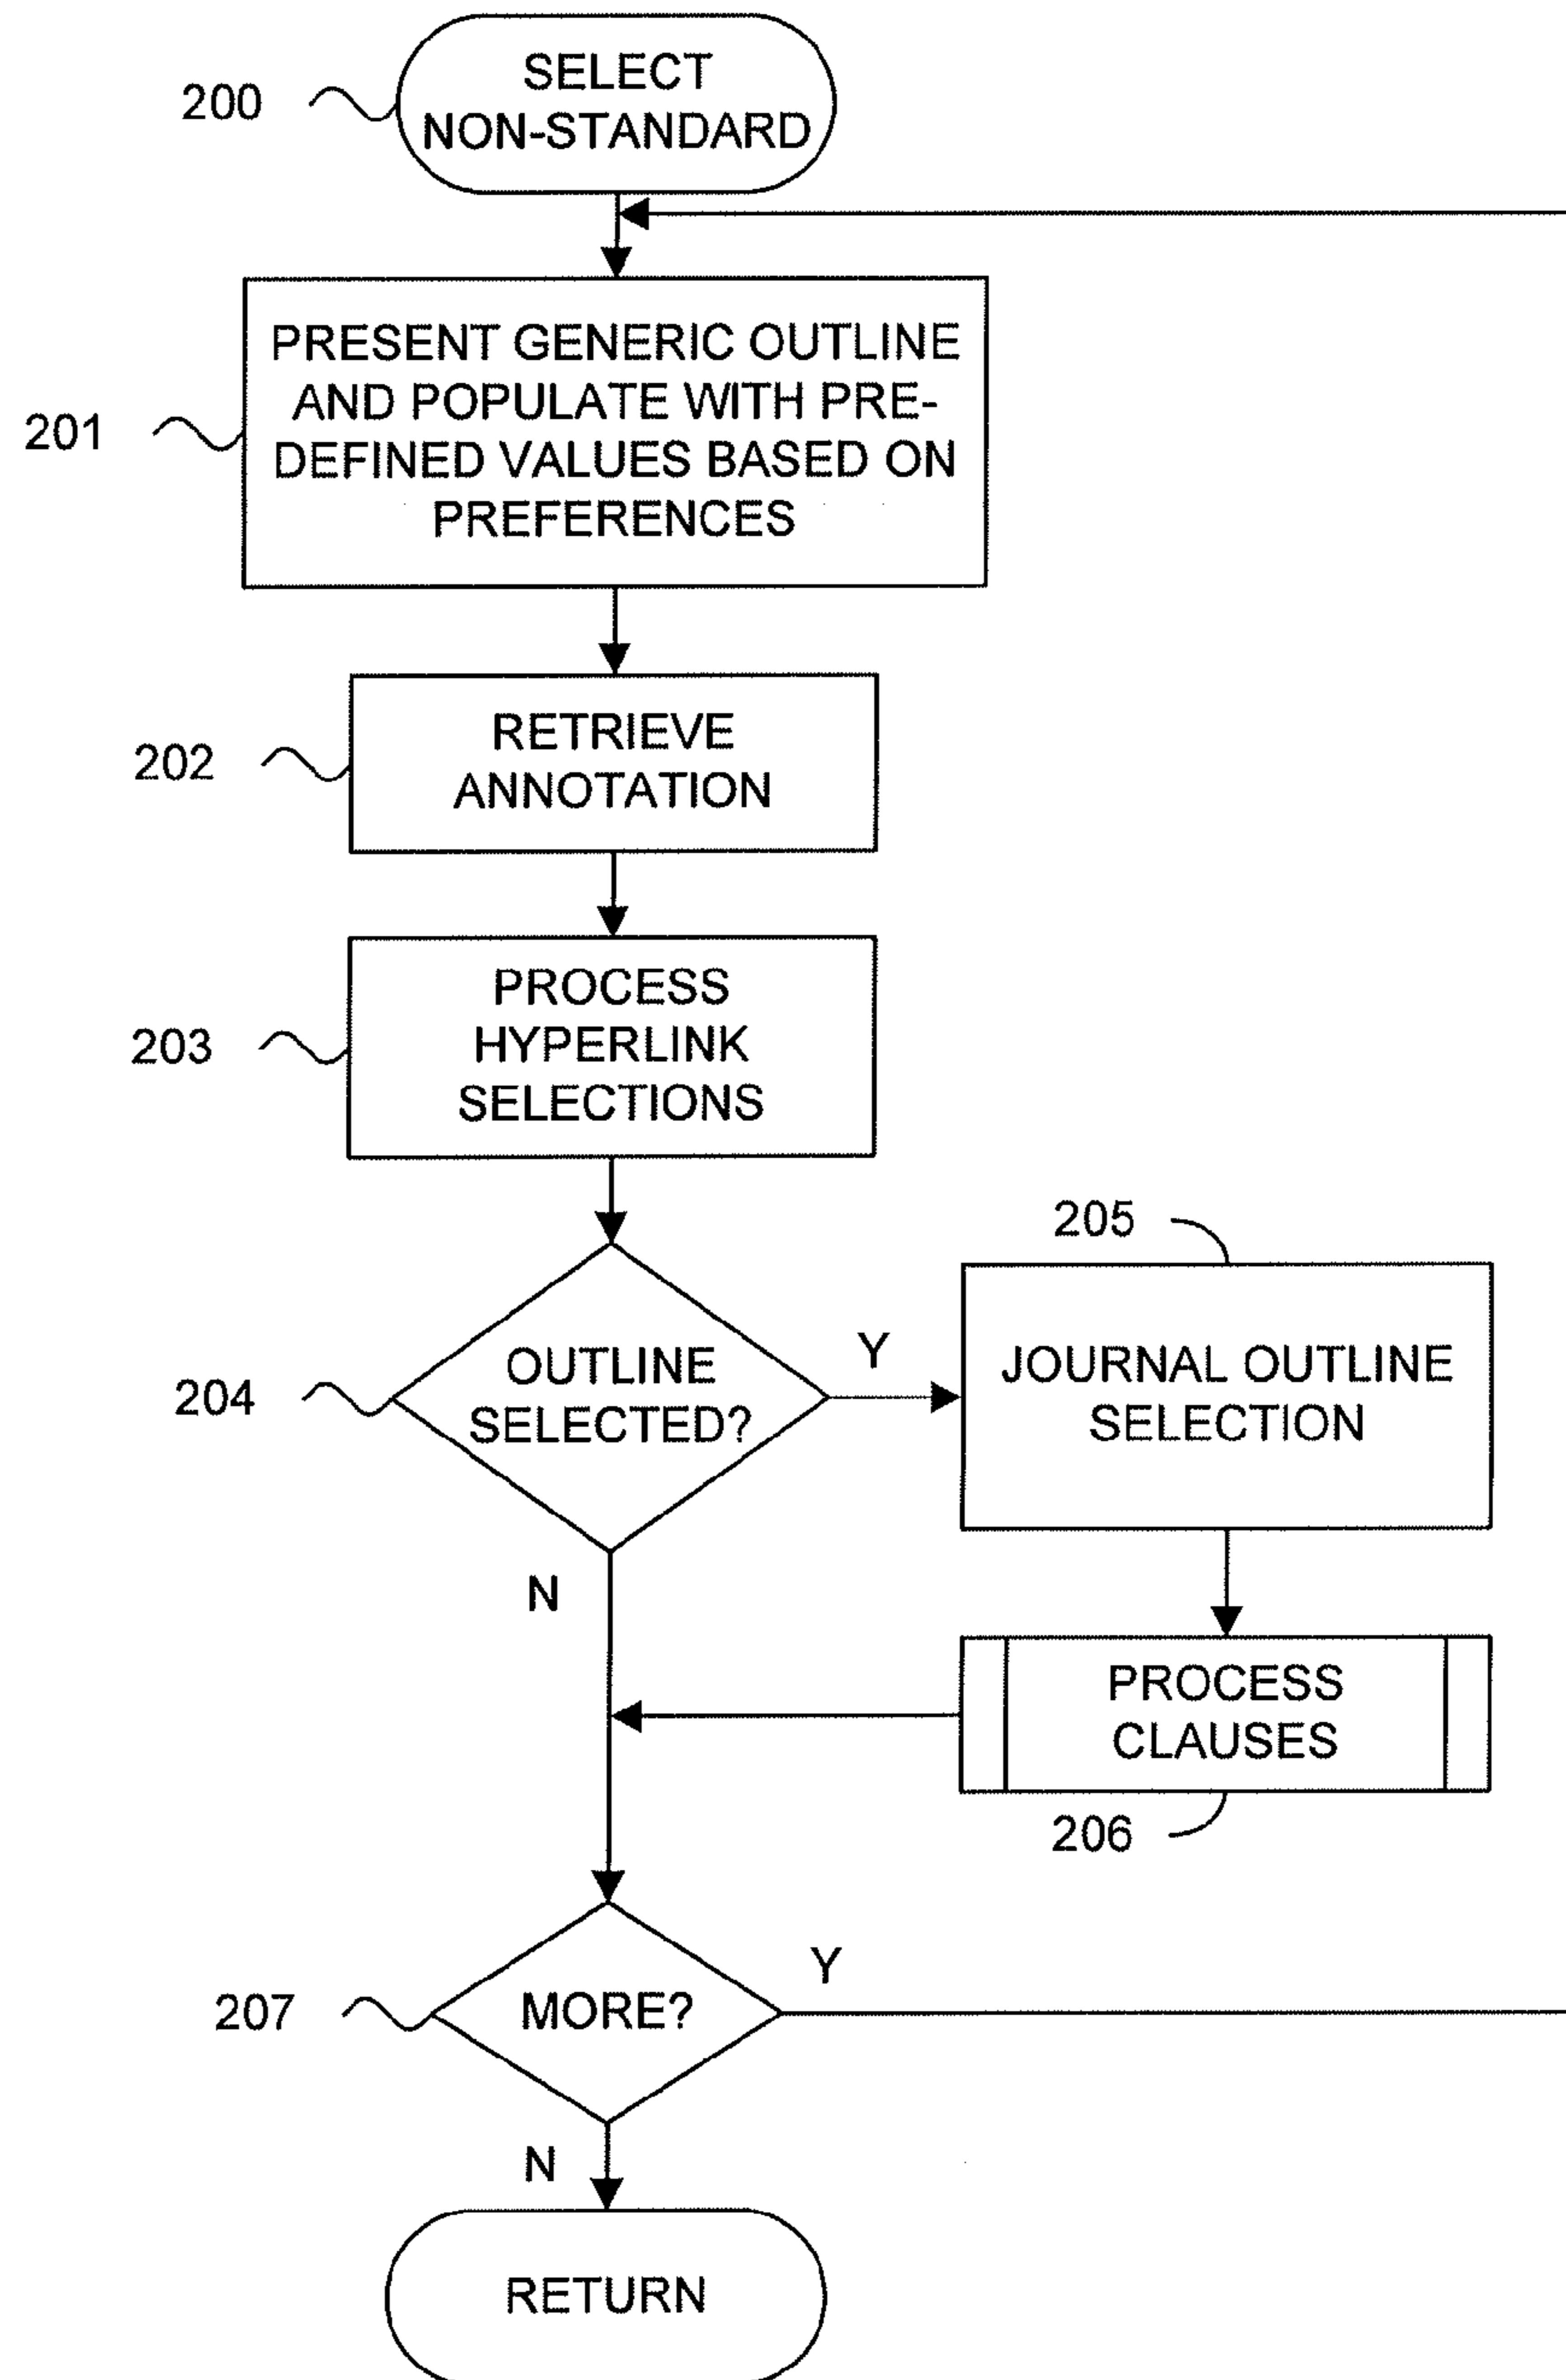 200
SELECT
NON-STANDARD
201
PRESENT GENERIC OUTLINE
AND POPULATE WITH PRE-
DEFINED VALUES BASED ON
PREFERENCES
202
RETRIEVE
ANNOTATION
203
PROCESS
HYPERLINK
SELECTIONS
204
OUTLINE
SELECTED?
Y
N
205
JOURNAL OUTLINE
SELECTION
PROCESS
CLAUSES
206
207
MORE?
Y
N
RETURN